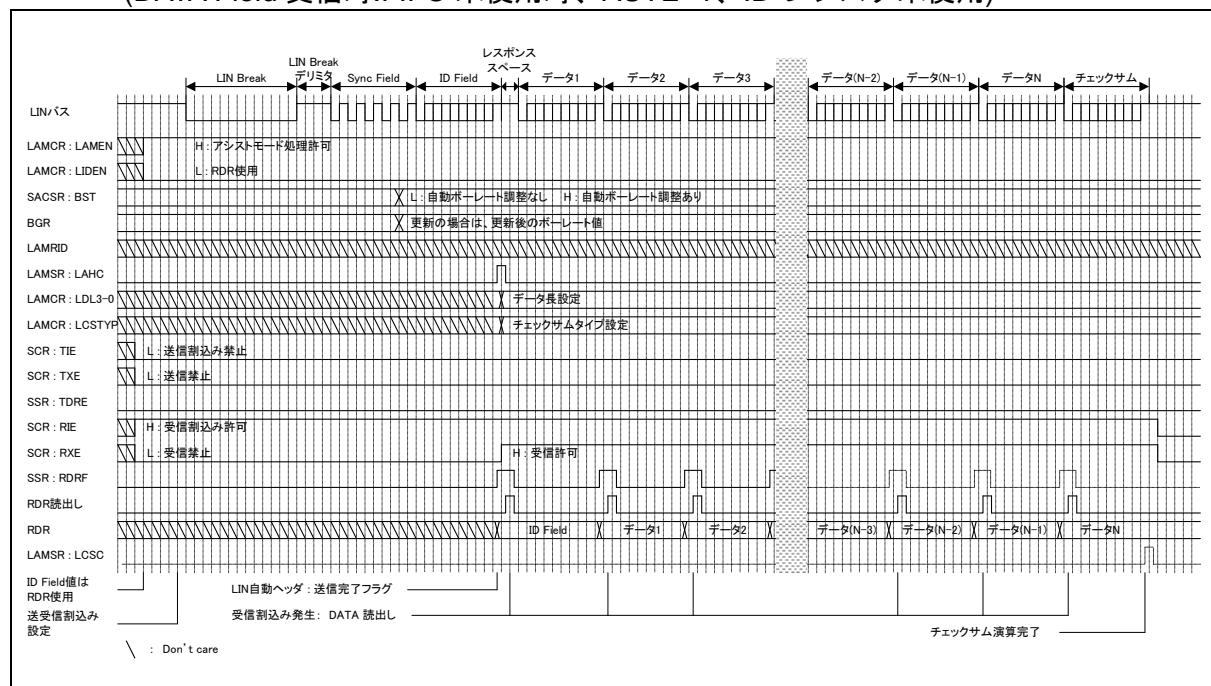 レスポンス
スペース
LIN Break
デリミタ
LIN Break
Sync Field
ID Field
データ1
データ2
データ3
データ(N-2)
データ(N-1)
データN
チェックサム
LINバス
LAMCR : LAMEN
H : アシストモード処理許可
LAMCR : LIDEN
L : RDR使用
SACSR : BST
L : 自動ボーレート調整なし H : 自動ボーレート調整あり
BGR
更新の場合は、更新後のボーレート値
LAMRID
LAMSR : LAHC
LAMCR : LDL3-0
データ長設定
LAMCR : LCSTYP
チェックサムタイプ設定
SCR : TIE
L : 送信割込み禁止
SCR : TXE
L : 送信禁止
SSR : TDRE
SCR : RIE
H : 受信割込み許可
SCR : RXE
L : 受信禁止
H : 受信許可
SSR : RDRF
RDR読出し
RDR
ID Field
データ1
データ2
データ(N-3)
データ(N-2)
データ(N-1)
データN
LAMSR : LCSC
ID Field値は
RDR使用
LIN自動ヘッダ : 送信完了フラグ
送受信割込み
設定
受信割込み発生: DATA 読出し
チェックサム演算完了
: Don't care